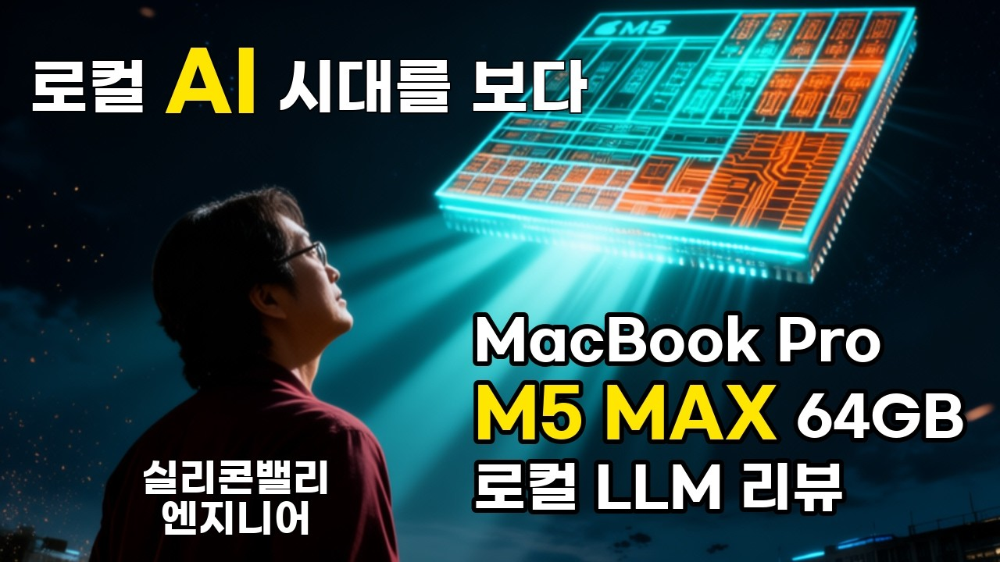 M5
로컬 AI 시대를 보다
MacBook Pro
M5 MAX 64GB
로컬 LLM 리뷰
실리콘밸리
엔지니어